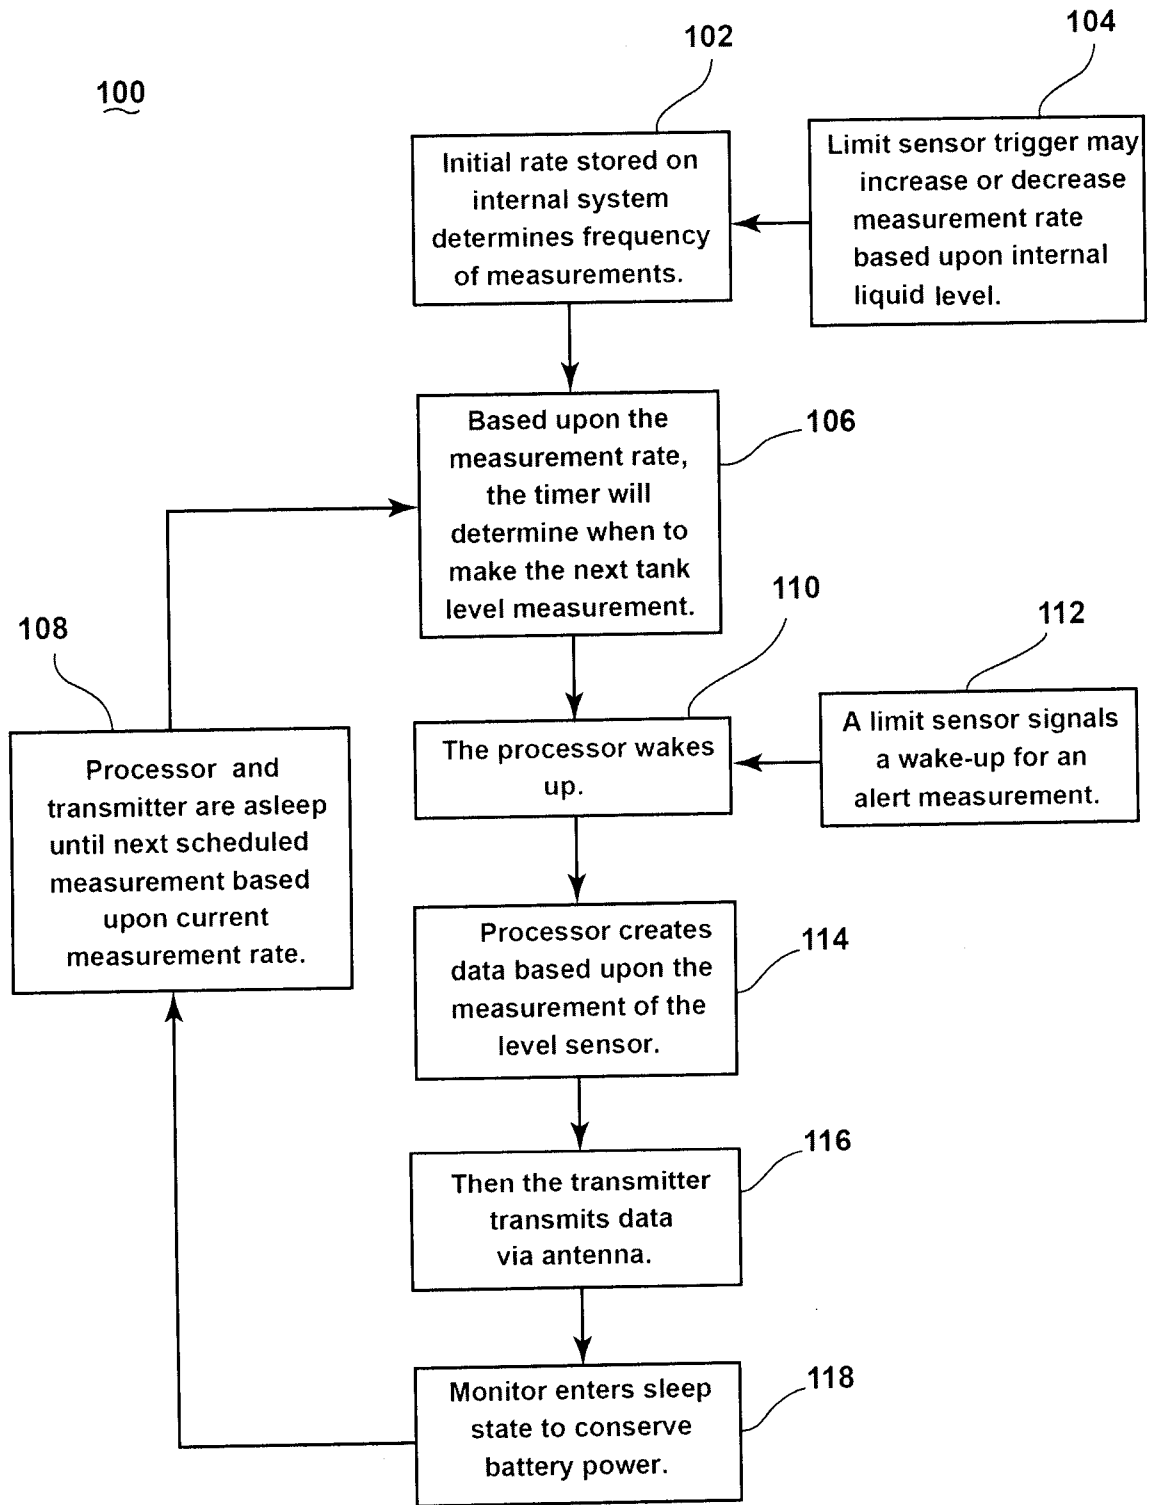 100
102
104
Initial rate stored on
internal system
determines frequency
of measurements.
Limit sensor trigger may
increase or decrease
measurement rate
based upon internal
liquid level.
106
Based upon the
measurement rate,
the timer will
determine when to
make the next tank
level measurement.
108
Processor and
transmitter are asleep
until next scheduled
measurement based
upon current
measurement rate.
110
The processor wakes
up.
112
A limit sensor signals
a wake-up for an
alert measurement.
114
Processor creates
data based upon the
measurement of the
level sensor.
116
Then the transmitter
transmits data
via antenna.
118
Monitor enters sleep
state to conserve
battery power.